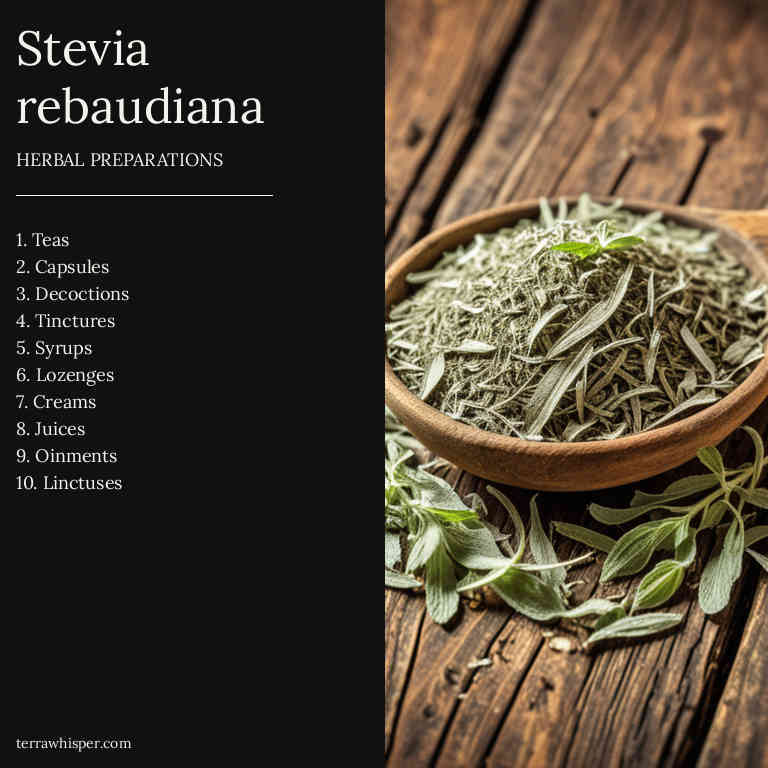 Stevia
rebaudiana
HERBAL PREPARATIONS
1. Teas
2. Capsules
3. Decoctions
4. Tinctures
5. Syrups
6. Lozenges
7. Creams
8. Juices
9. Oinments
10. Linctuses
terrawhisper.com